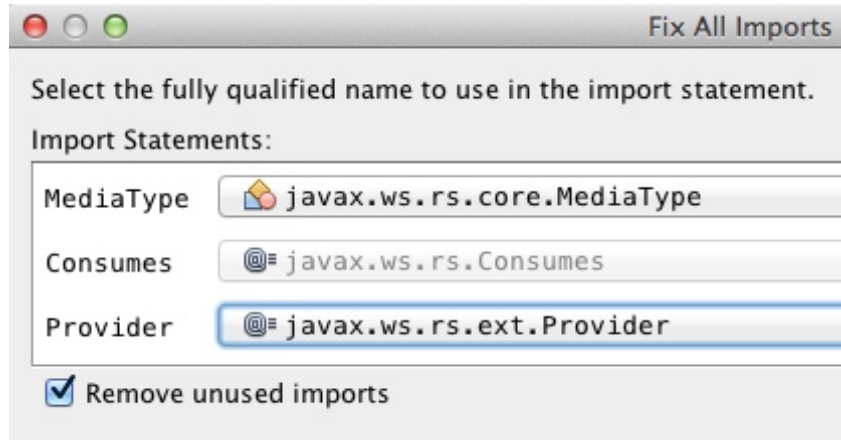 Fix All Imports
Select the fully qualified name to use in the import statement.
Import Statements:
MediaType javax.ws.rs.core.MediaType
Consumes javax.ws.rs.Consumes
Provider javax.ws.rs.ext.Provider
Remove unused imports